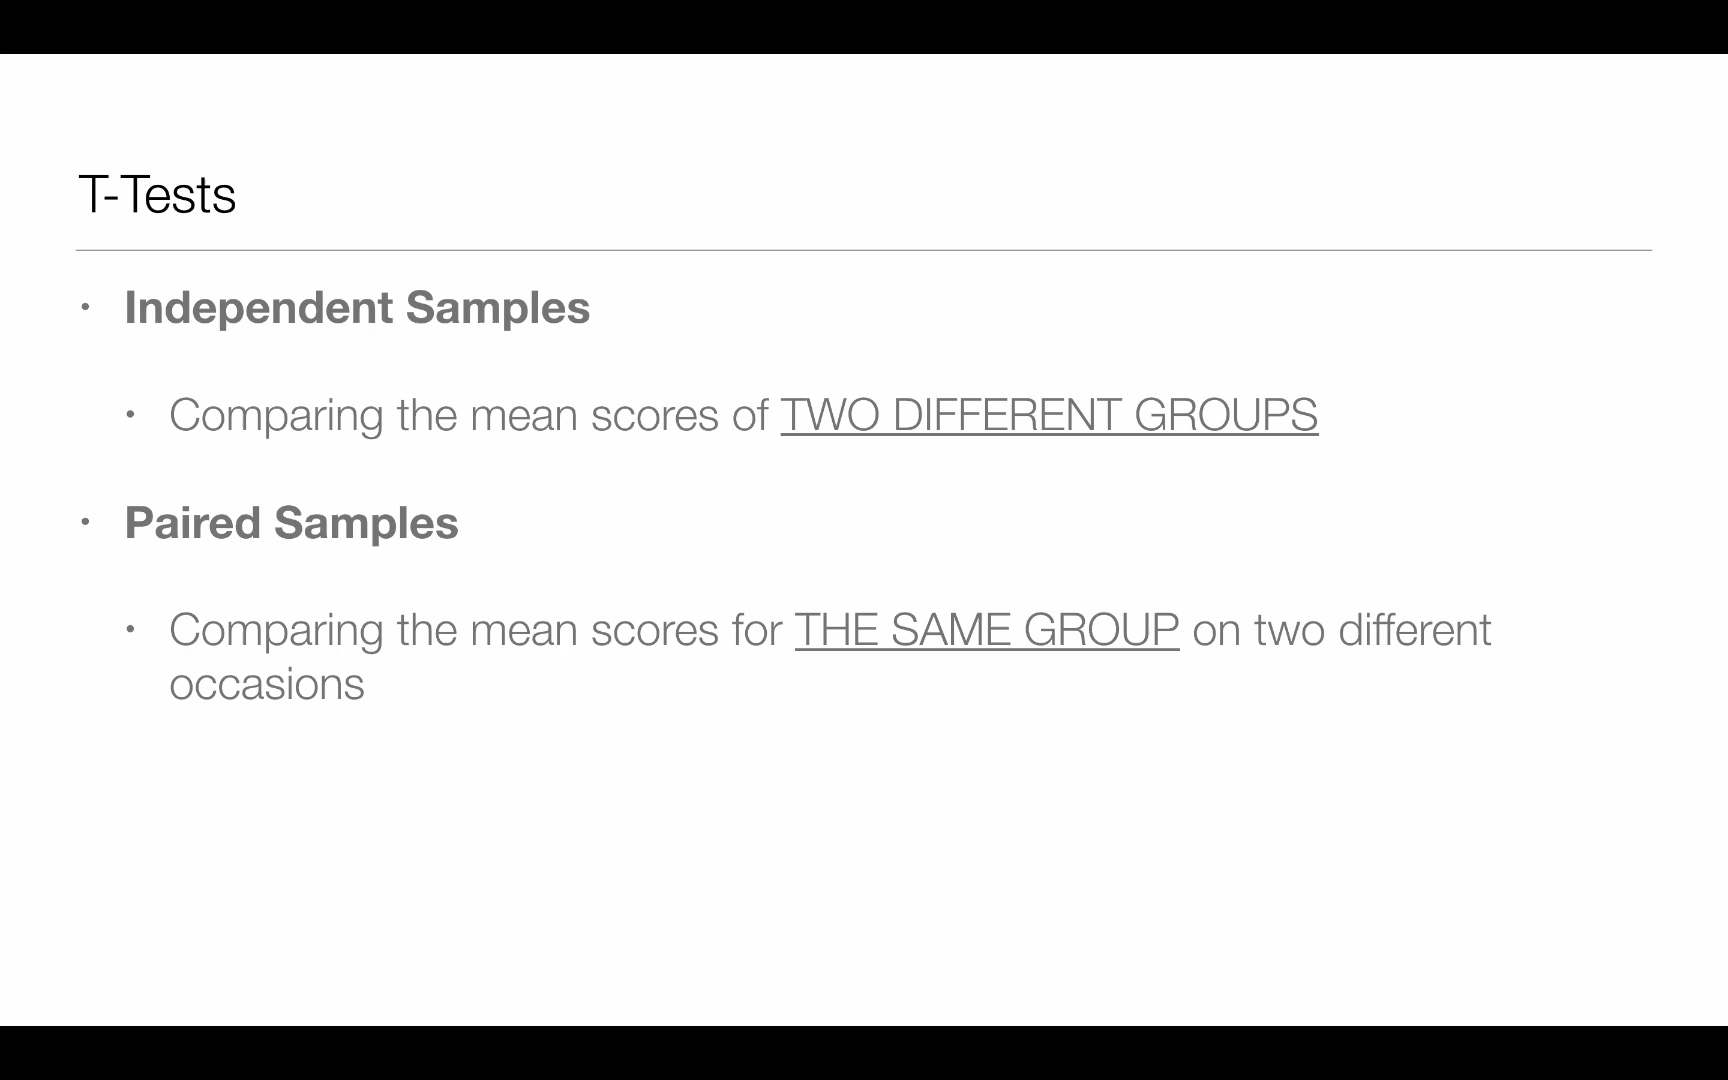 T-Tests
• Independent Samples
• Comparing the mean scores of TWO DIFFERENT GROUPS
• Paired Samples
• Comparing the mean scores for THE SAME GROUP on two different
occasions